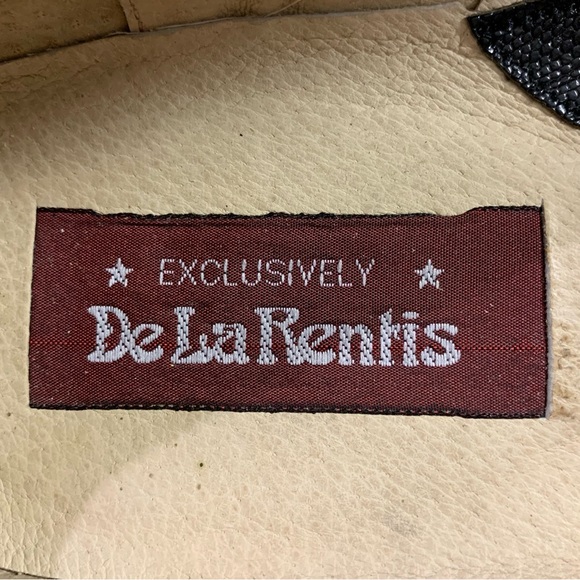 ★ EXCLUSIVELY ★
De La Rentis